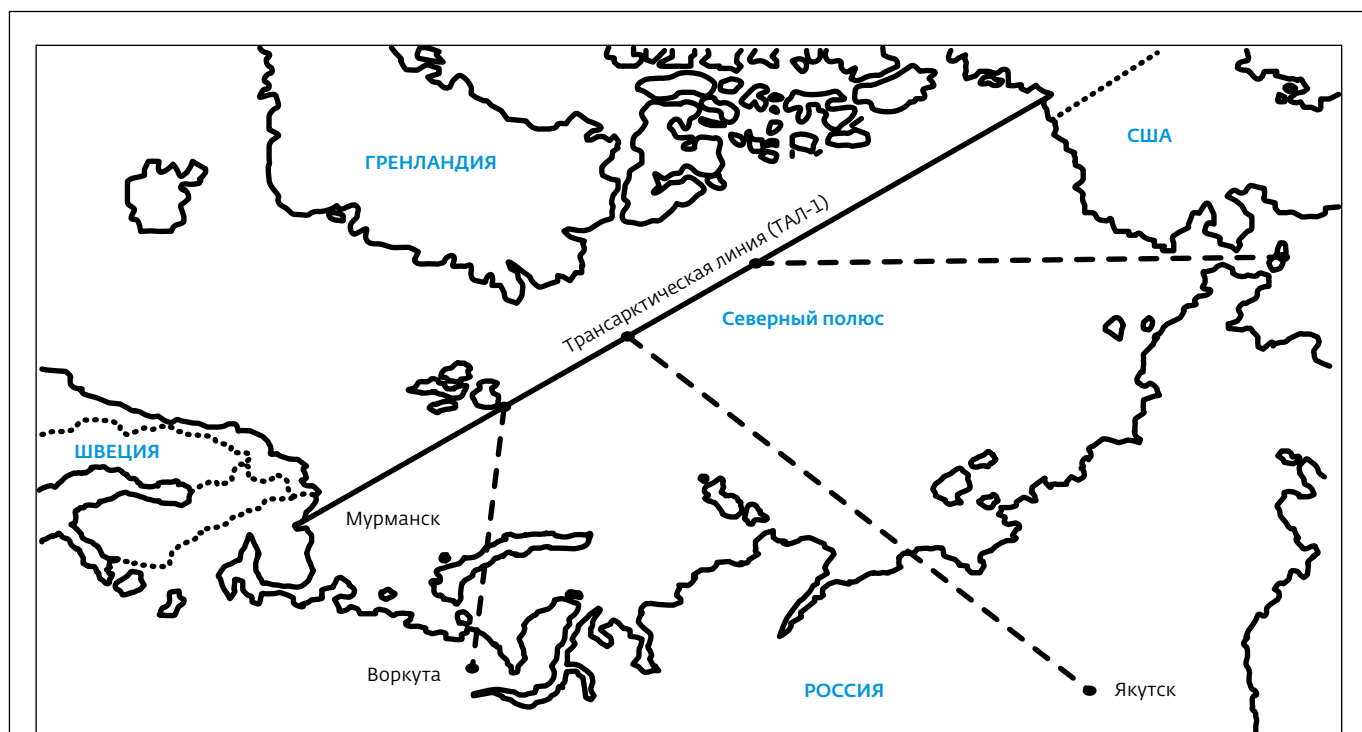 ГРЕНЛАНДИЯ
США
Трансарктическая линия (ТАЛ-1)
Северный полюс
ШВЕЦИЯ
Мурманск
Воркута
РОССИЯ
Якутск